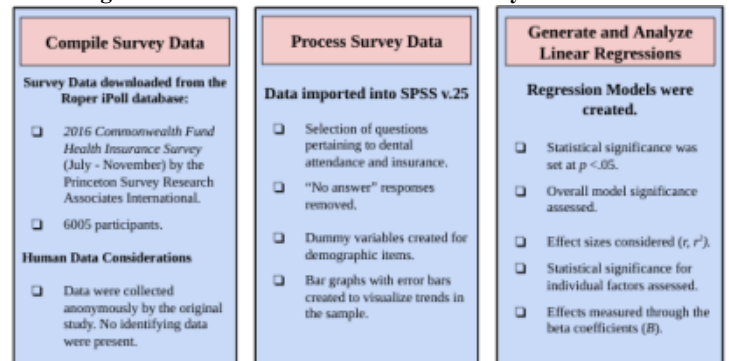 Compile Survey Data
Survey Data downloaded from the
Roper iPoll database:
❏ 2016 Commonwealth Fund
Health Insurance Survey
(July - November) by the
Princeton Survey Research
Associates International.
❏ 6005 participants.
Human Data Considerations
❏ Data were collected
anonymously by the original
study. No identifying data
were present.
Process Survey Data
Data imported into SPSS v.25
❏ Selection of questions
pertaining to dental
attendance and insurance.
❏ “No answer” responses
removed.
❏ Dummy variables created for
demographic items.
❏ Bar graphs with error bars
created to visualize trends in
the sample.
Generate and Analyze
Linear Regressions
Regression Models were
created.
❏ Statistical significance was
set at p <.05.
❏ Overall model significance
assessed.
❏ Effect sizes considered (r, r²).
❏ Statistical significance for
individual factors assessed.
❏ Effects measured through the
beta coefficients (B).